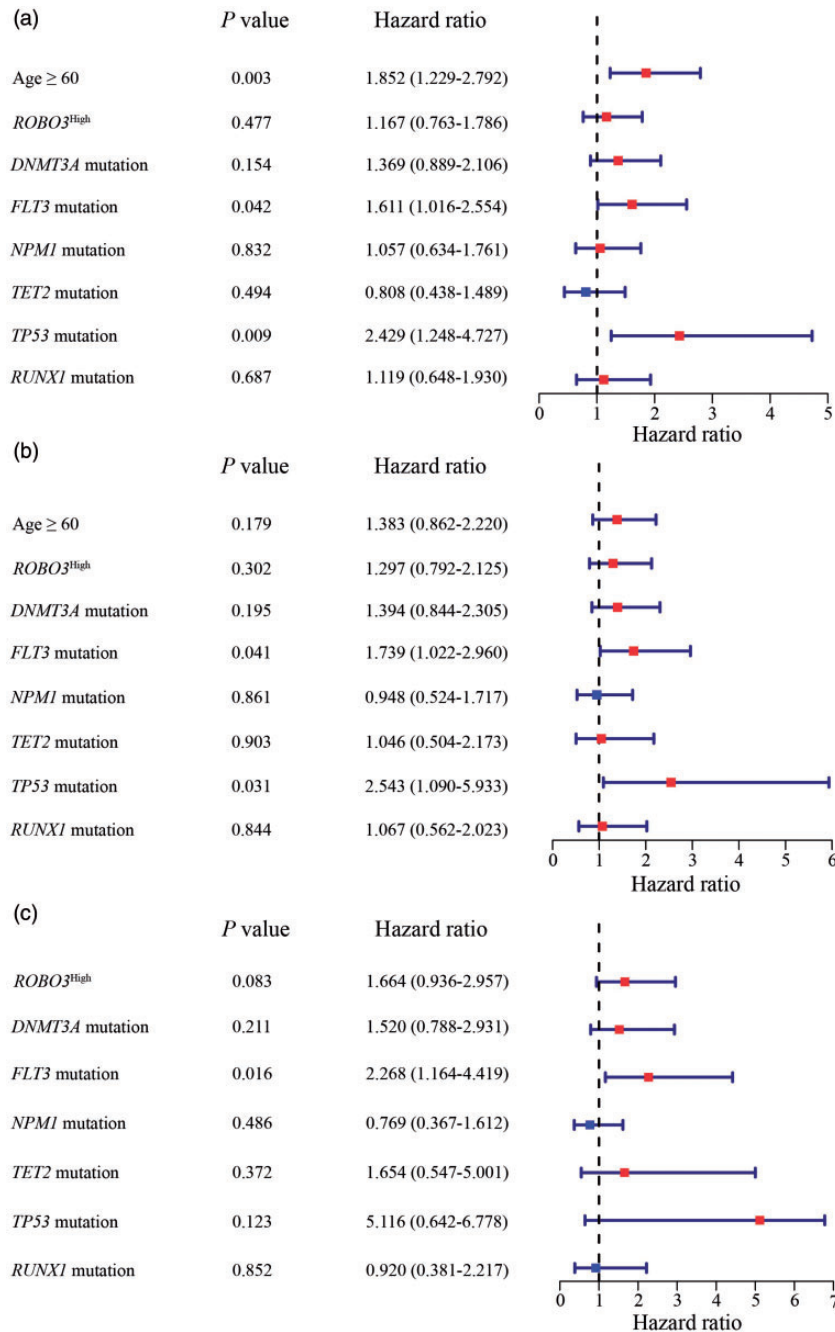 (a)
P value Hazard ratio
Age ≥ 60 0.003 1.852 (1.229-2.792)
ROBO3High 0.477 1.167 (0.763-1.786)
DNMT3A mutation 0.154 1.369 (0.889-2.106)
FLT3 mutation 0.042 1.611 (1.016-2.554)
NPM1 mutation 0.832 1.057 (0.634-1.761)
TET2 mutation 0.494 0.808 (0.438-1.489)
TP53 mutation 0.009 2.429 (1.248-4.727)
RUNX1 mutation 0.687 1.119 (0.648-1.930)
0 1 2 3 4 5
Hazard ratio
(b)
P value Hazard ratio
Age ≥ 60 0.179 1.383 (0.862-2.220)
ROBO3High 0.302 1.297 (0.792-2.125)
DNMT3A mutation 0.195 1.394 (0.844-2.305)
FLT3 mutation 0.041 1.739 (1.022-2.960)
NPM1 mutation 0.861 0.948 (0.524-1.717)
TET2 mutation 0.903 1.046 (0.504-2.173)
TP53 mutation 0.031 2.543 (1.090-5.933)
RUNX1 mutation 0.844 1.067 (0.562-2.023)
0 1 2 3 4 5 6
Hazard ratio
(c)
P value Hazard ratio
ROBO3High 0.083 1.664 (0.936-2.957)
DNMT3A mutation 0.211 1.520 (0.788-2.931)
FLT3 mutation 0.016 2.268 (1.164-4.419)
NPM1 mutation 0.486 0.769 (0.367-1.612)
TET2 mutation 0.372 1.654 (0.547-5.001)
TP53 mutation 0.123 5.116 (0.642-6.778)
RUNX1 mutation 0.852 0.920 (0.381-2.217)
0 1 2 3 4 5 6 7
Hazard ratio